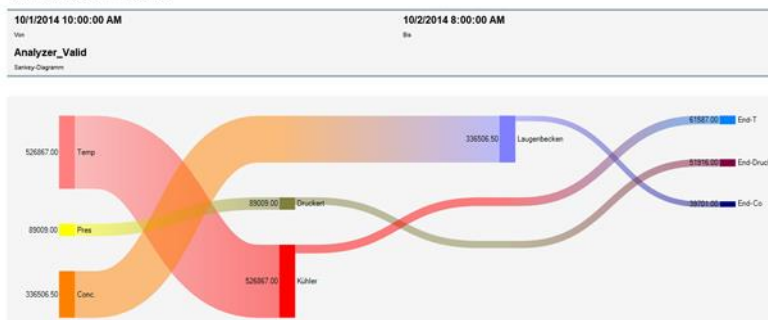 10/1/2014 10:00:00 AM
10/2/2014 8:00:00 AM
Von
Bis
Analyzer_Valid
Sankey-Diagramm
526867.00 Temp
336506.50 Laugenbecken
61587.00 End-T
51916.00 End-Druc
89009.00 Druckert
39701.00 End-Co
89009.00 Pres
526867.00 Kühler
336506.50 Conc.